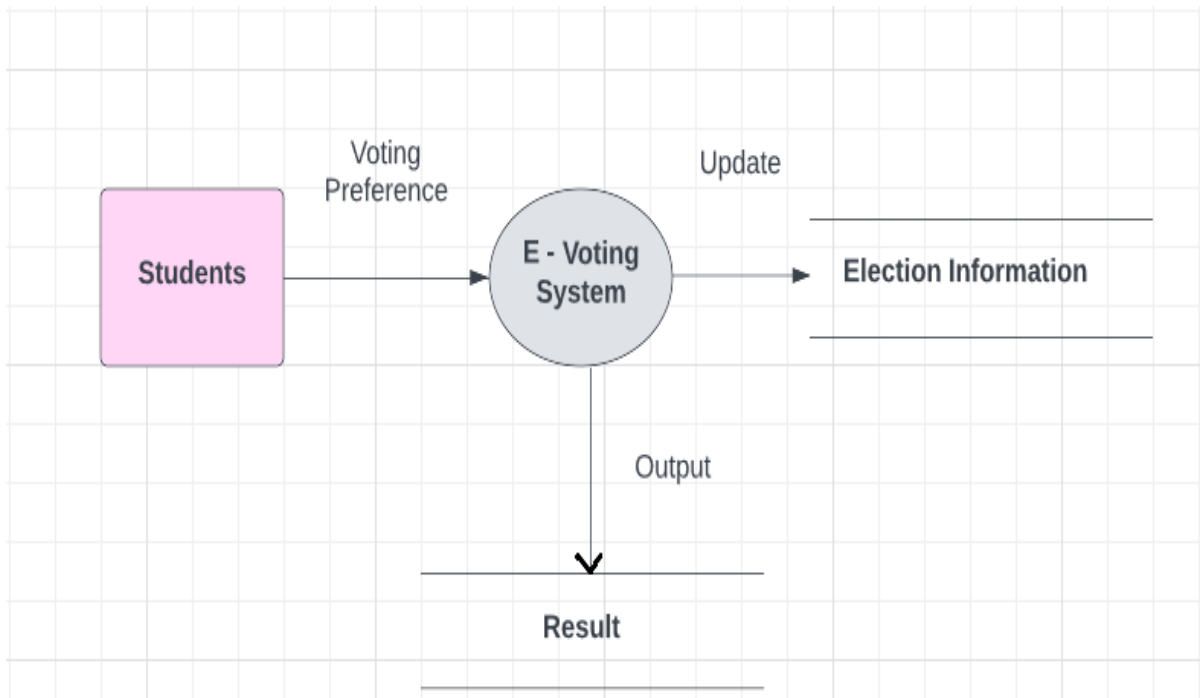 Voting
Preference
Update
Students
E - Voting
System
Election Information
Output
Result